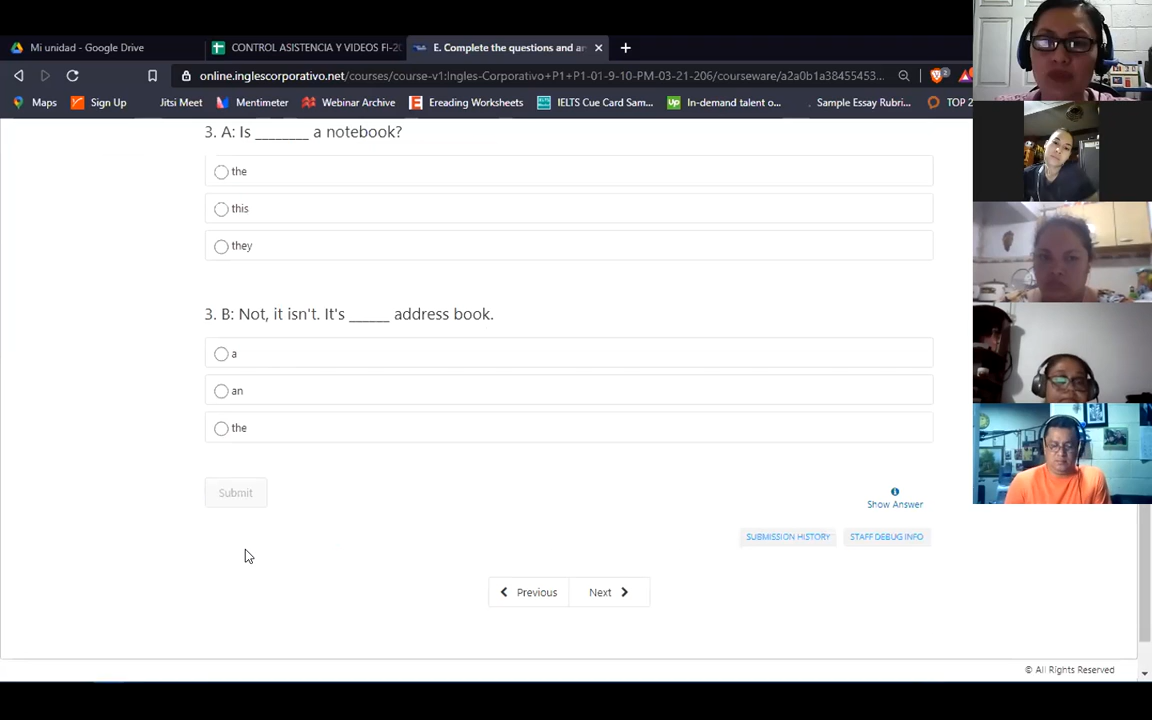 Mi unidad - Google Drive
CONTROL ASISTENCIA Y VIDEOS FI-20
E. Complete the questions and an
online.inglescorporativo.net/courses/course-v1:Ingles-Corporativo+P1+P1-01-9-10-PM-03-21-206/courseware/a2a0b1a38455453...
2
Maps
Sign Up
Jitsi Meet
Mentimeter
Webinar Archive
Ereading Worksheets
IELTS Cue Card Sam...
up
In-demand talent o...
Sample Essay Rubri...
TOP 2
3. A: Is ________ a notebook?
the
this
they
3. B: Not, it isn't. It's ______ address book.
a
an
the
Submit
Show Answer
SUBMISSION HISTORY
STAFF DEBUG INFO
Previous
Next
© All Rights Reserved